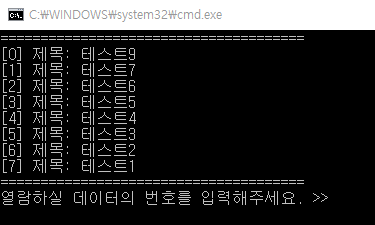 C:\WINDOWS\system32\cmd.exe
=====================================
[0] 제목: 테스트9
[1] 제목: 테스트7
[2] 제목: 테스트6
[3] 제목: 테스트5
[4] 제목: 테스트4
[5] 제목: 테스트3
[6] 제목: 테스트2
[7] 제목: 테스트1
=====================================
열람하실 데이터의 번호를 입력해주세요. >>